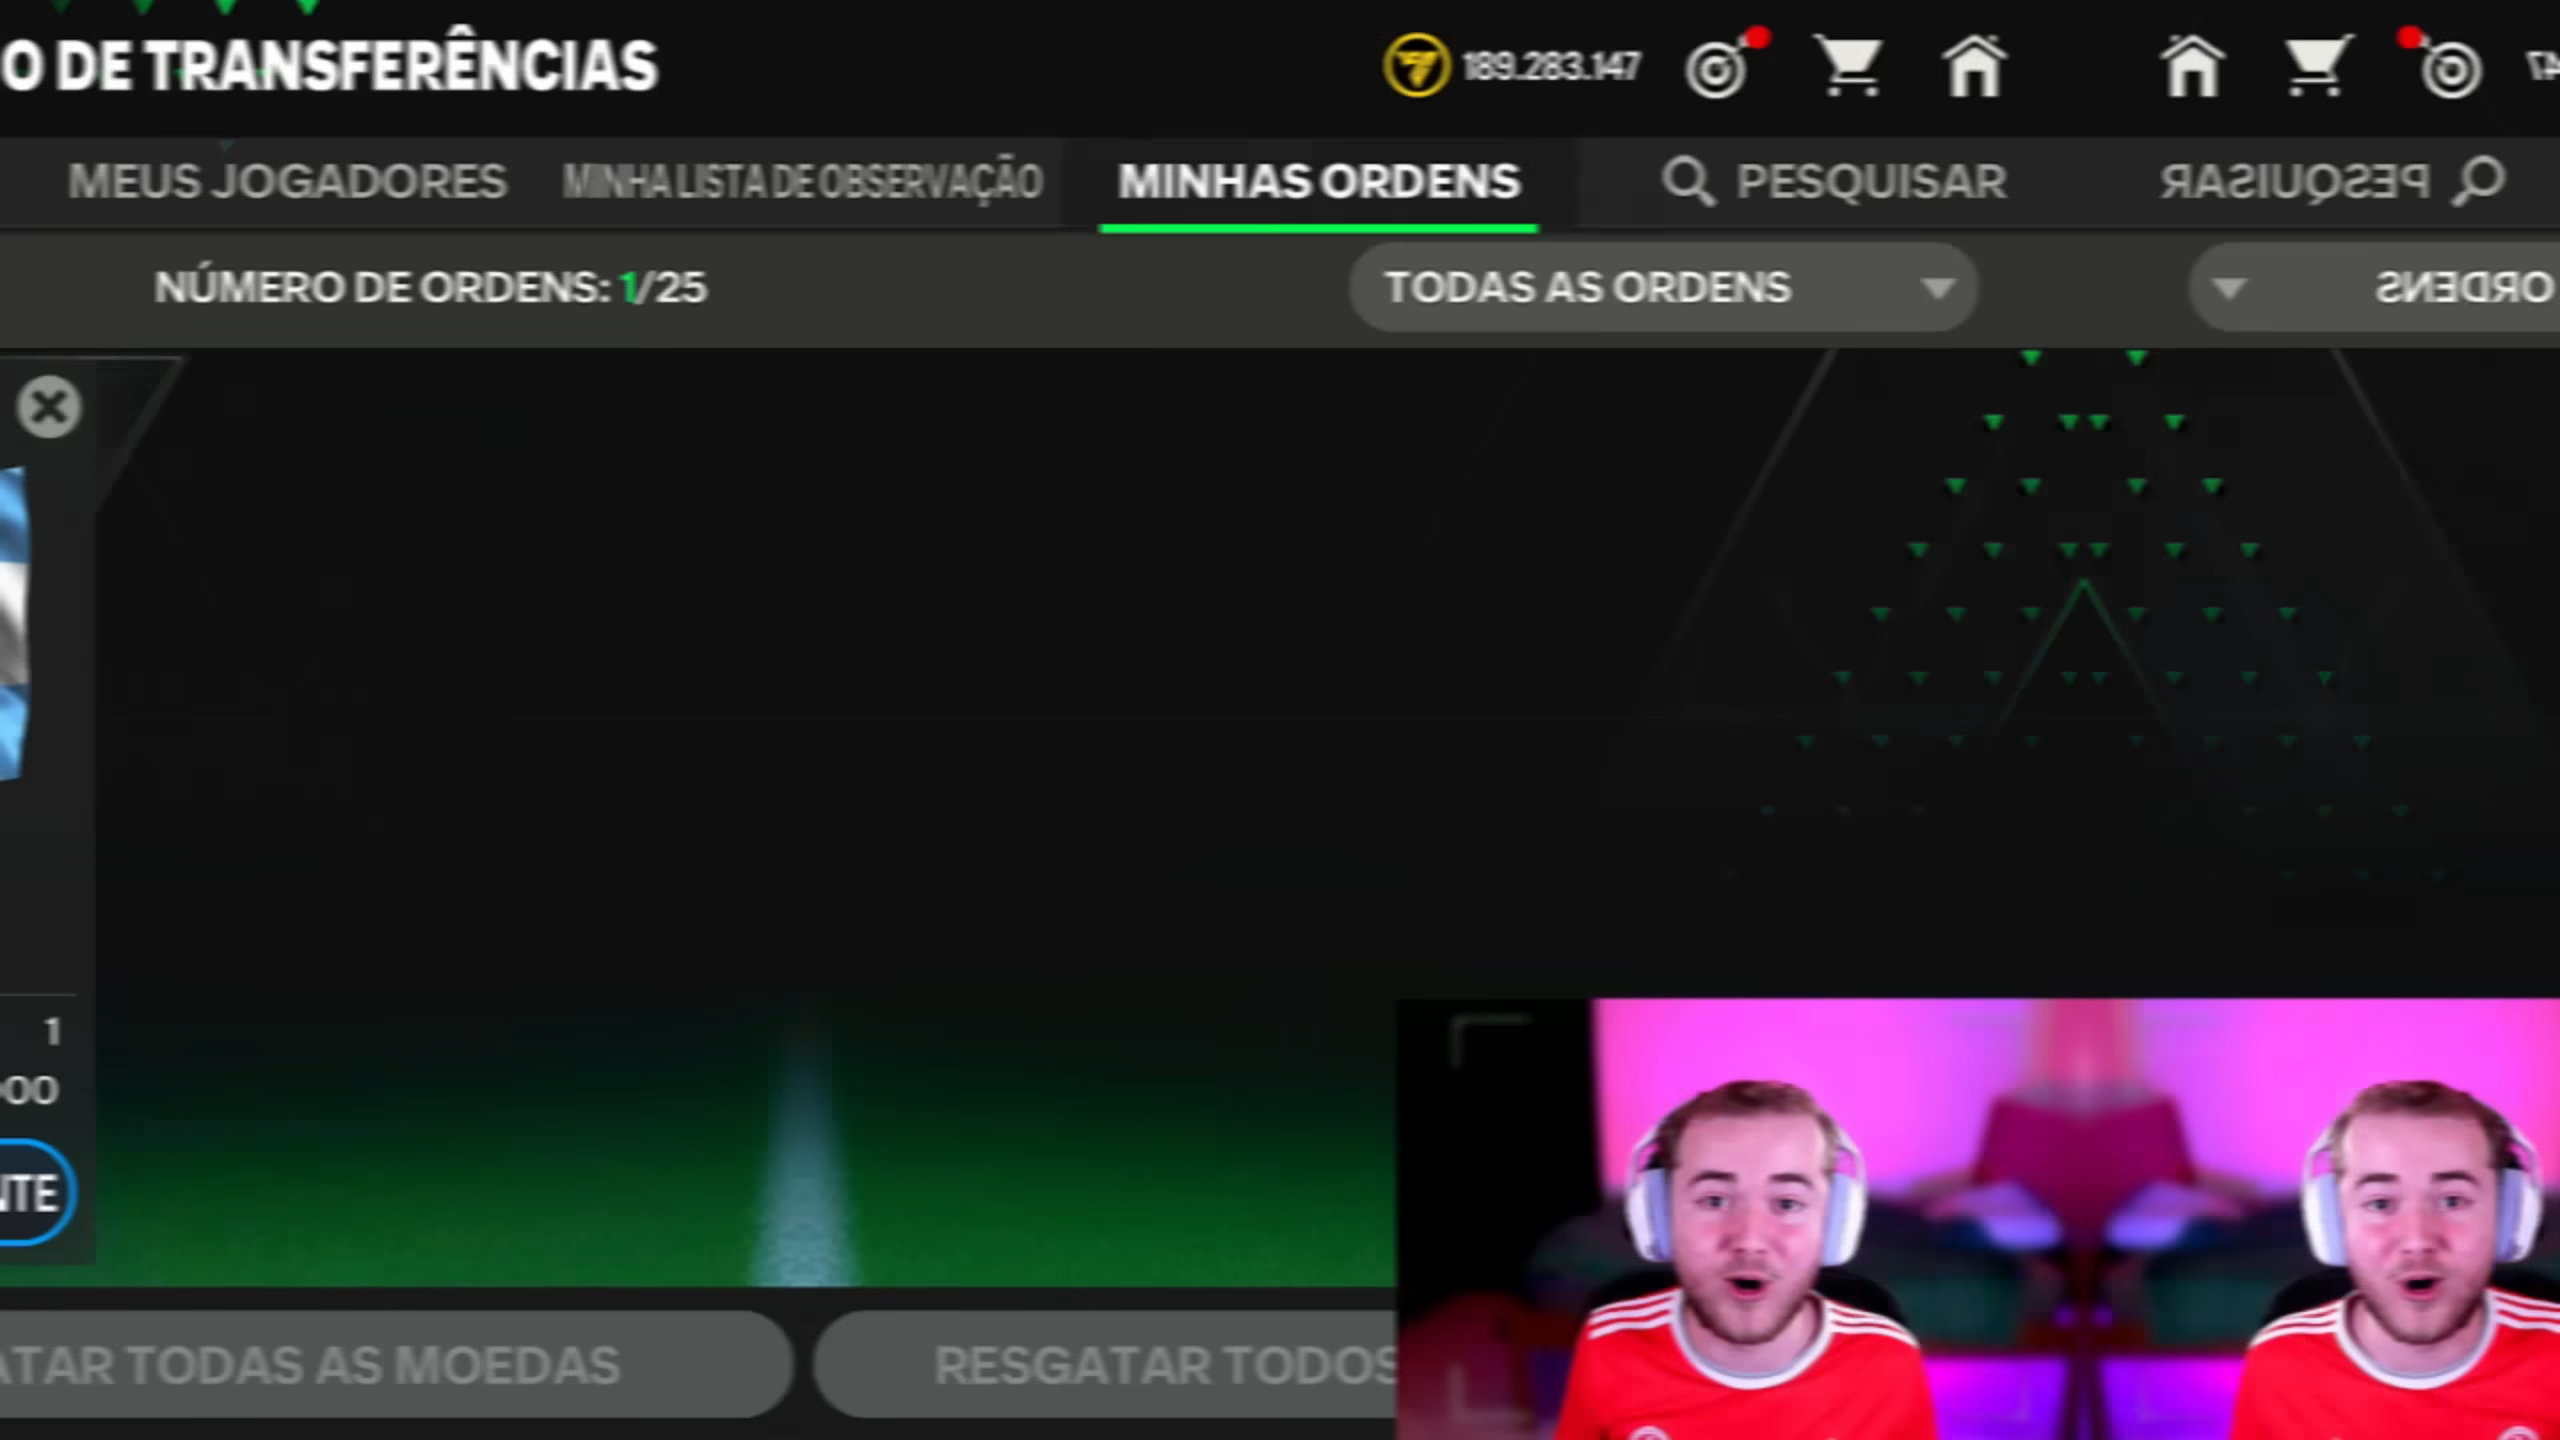 O DE TRANSFERÊNCIAS
189.283.147
MEUS JOGADORES
MINHA LISTA DE OBSERVAÇÃO
MINHAS ORDENS
PESQUISAR
PESQUISAR
NÚMERO DE ORDENS: 1/25
TODAS AS ORDENS
ORDENS
1
000
NTE
ATAR TODAS AS MOEDAS
RESGATAR TODOS